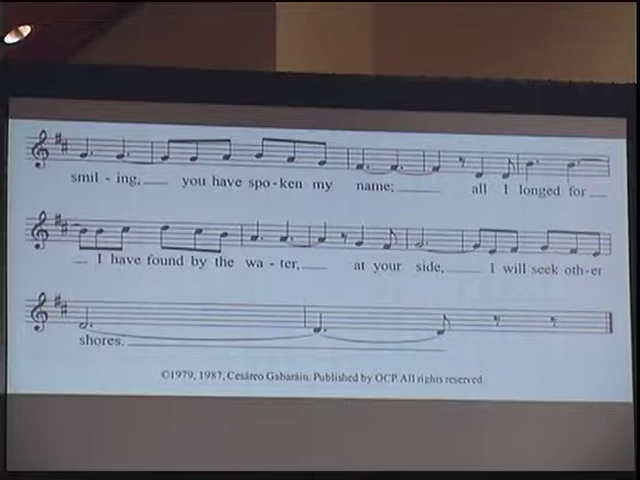 smil - ing, you have spo - ken my name; all I longed for
I have found by the wa - ter, at your side, I will seek oth - er
shores.
©1979, 1987, Cesáreo Gabaráin. Published by OCP. All rights reserved.